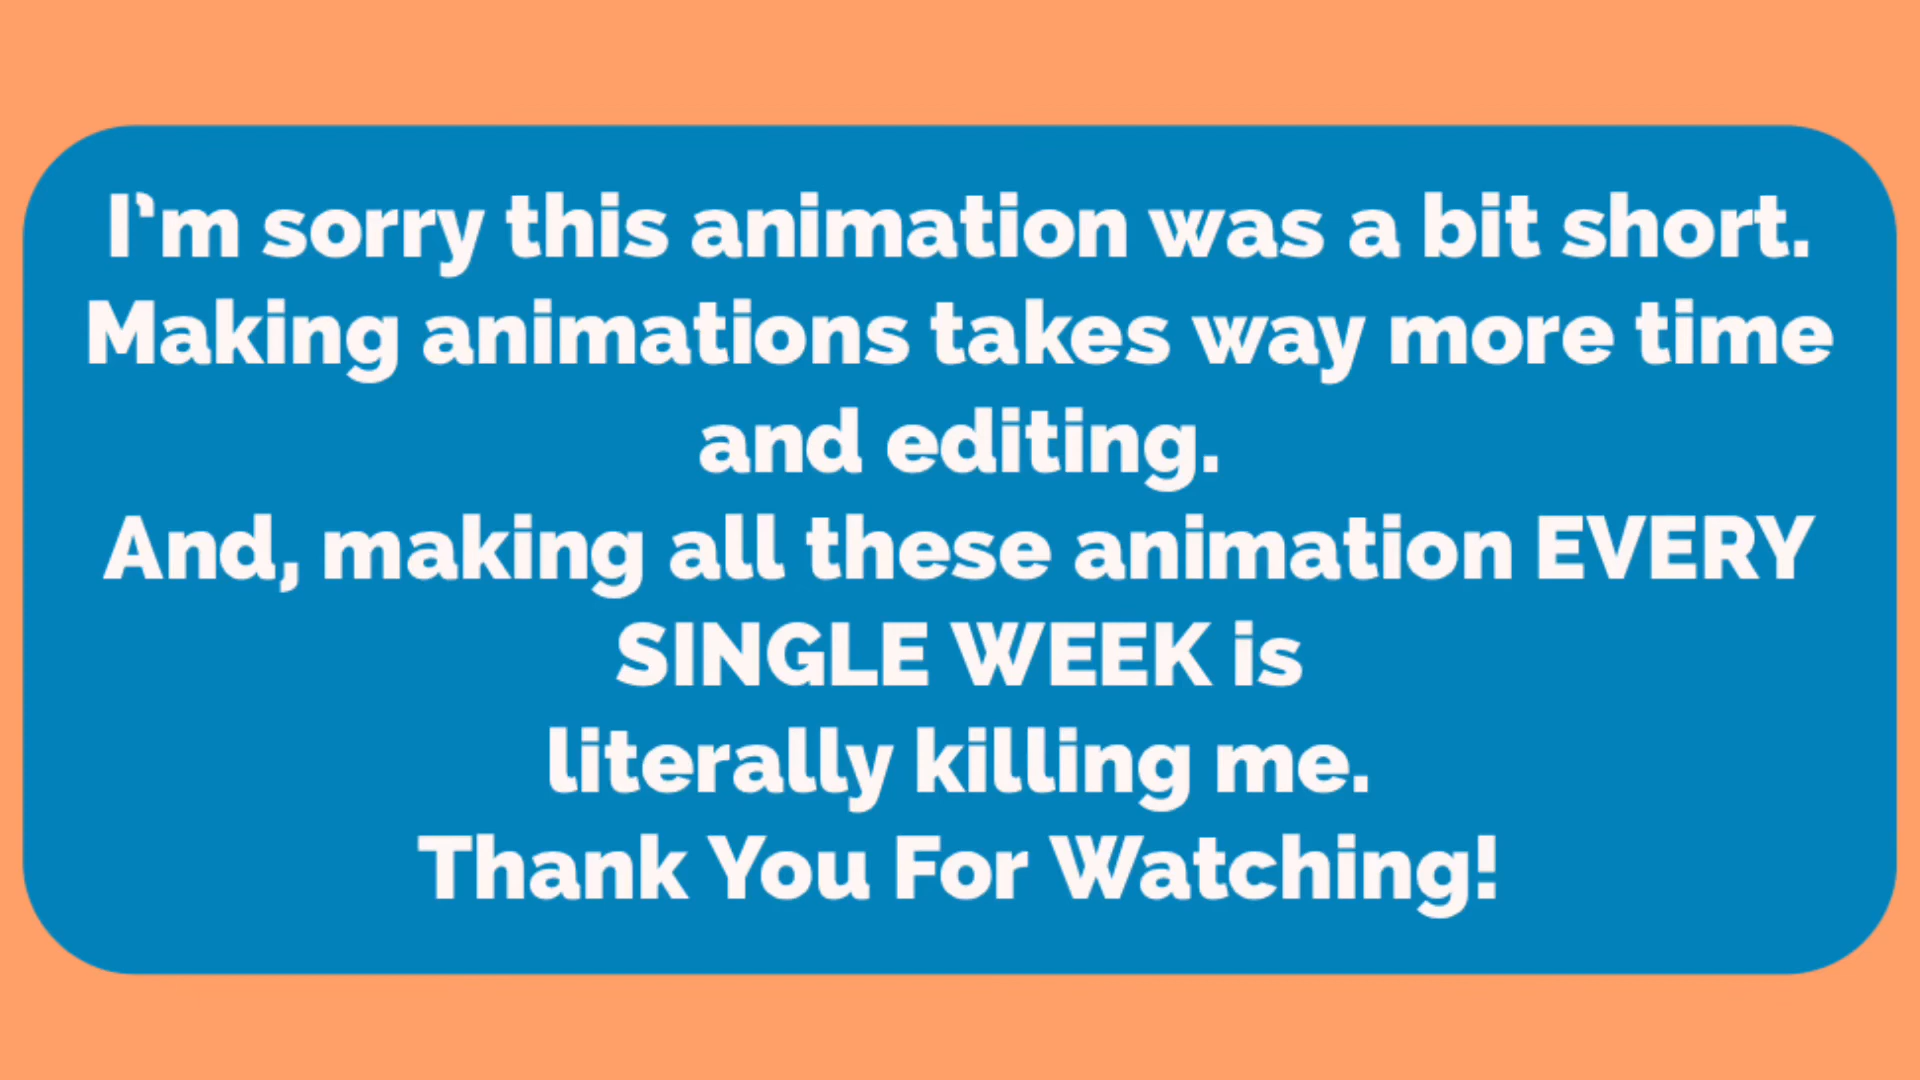 I'm sorry this animation was a bit short.
Making animations takes way more time
and editing.
And, making all these animation EVERY
SINGLE WEEK is
literally killing me.
Thank You For Watching!